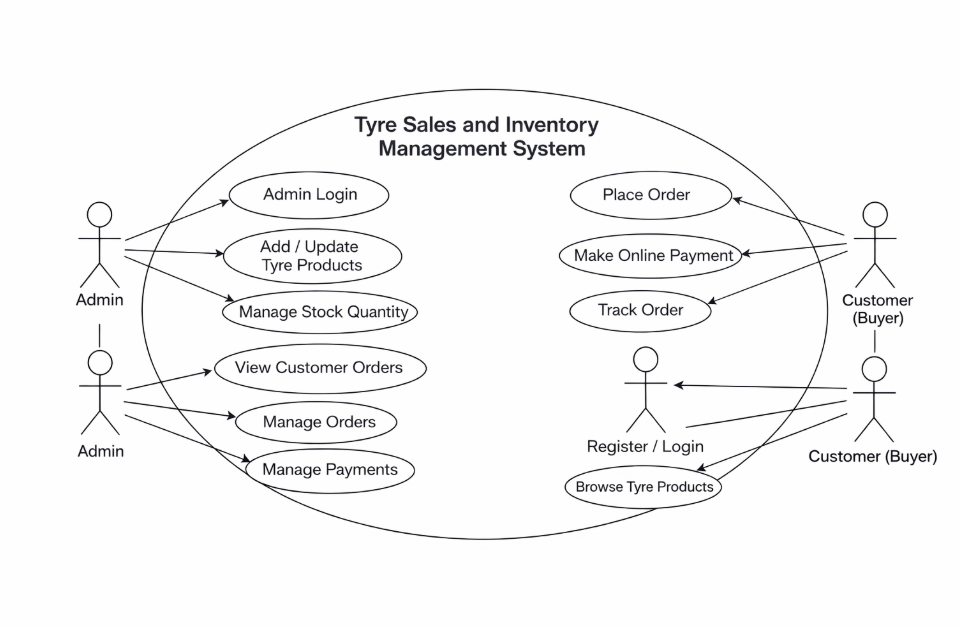 Tyre Sales and Inventory
Management System
Admin Login
Add / Update
Tyre Products
Manage Stock Quantity
Admin
View Customer Orders
Manage Orders
Manage Payments
Admin
Place Order
Make Online Payment
Track Order
Customer
(Buyer)
Register / Login
Browse Tyre Products
Customer (Buyer)